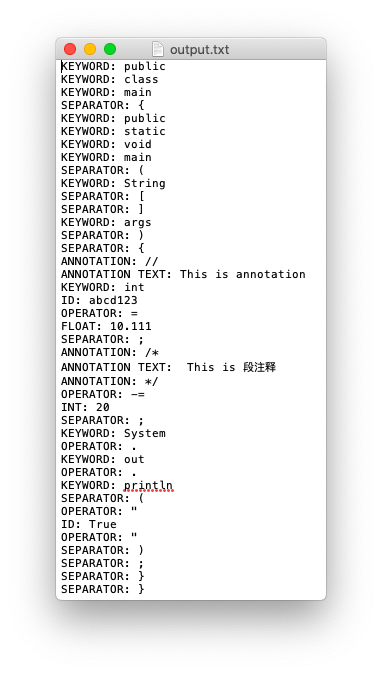 output.txt
KEYWORD: public
KEYWORD: class
KEYWORD: main
SEPARATOR: {
KEYWORD: public
KEYWORD: static
KEYWORD: void
KEYWORD: main
SEPARATOR: (
KEYWORD: String
SEPARATOR: [
SEPARATOR: ]
KEYWORD: args
SEPARATOR: )
SEPARATOR: {
ANNOTATION: //
ANNOTATION TEXT: This is annotation
KEYWORD: int
ID: abcd123
OPERATOR: =
FLOAT: 10.111
SEPARATOR: ;
ANNOTATION: /*
ANNOTATION TEXT:  This is 段注释
ANNOTATION: */
OPERATOR: -=
INT: 20
SEPARATOR: ;
KEYWORD: System
OPERATOR: .
KEYWORD: out
OPERATOR: .
KEYWORD: println
SEPARATOR: (
OPERATOR: "
ID: True
OPERATOR: "
SEPARATOR: )
SEPARATOR: ;
SEPARATOR: }
SEPARATOR: }